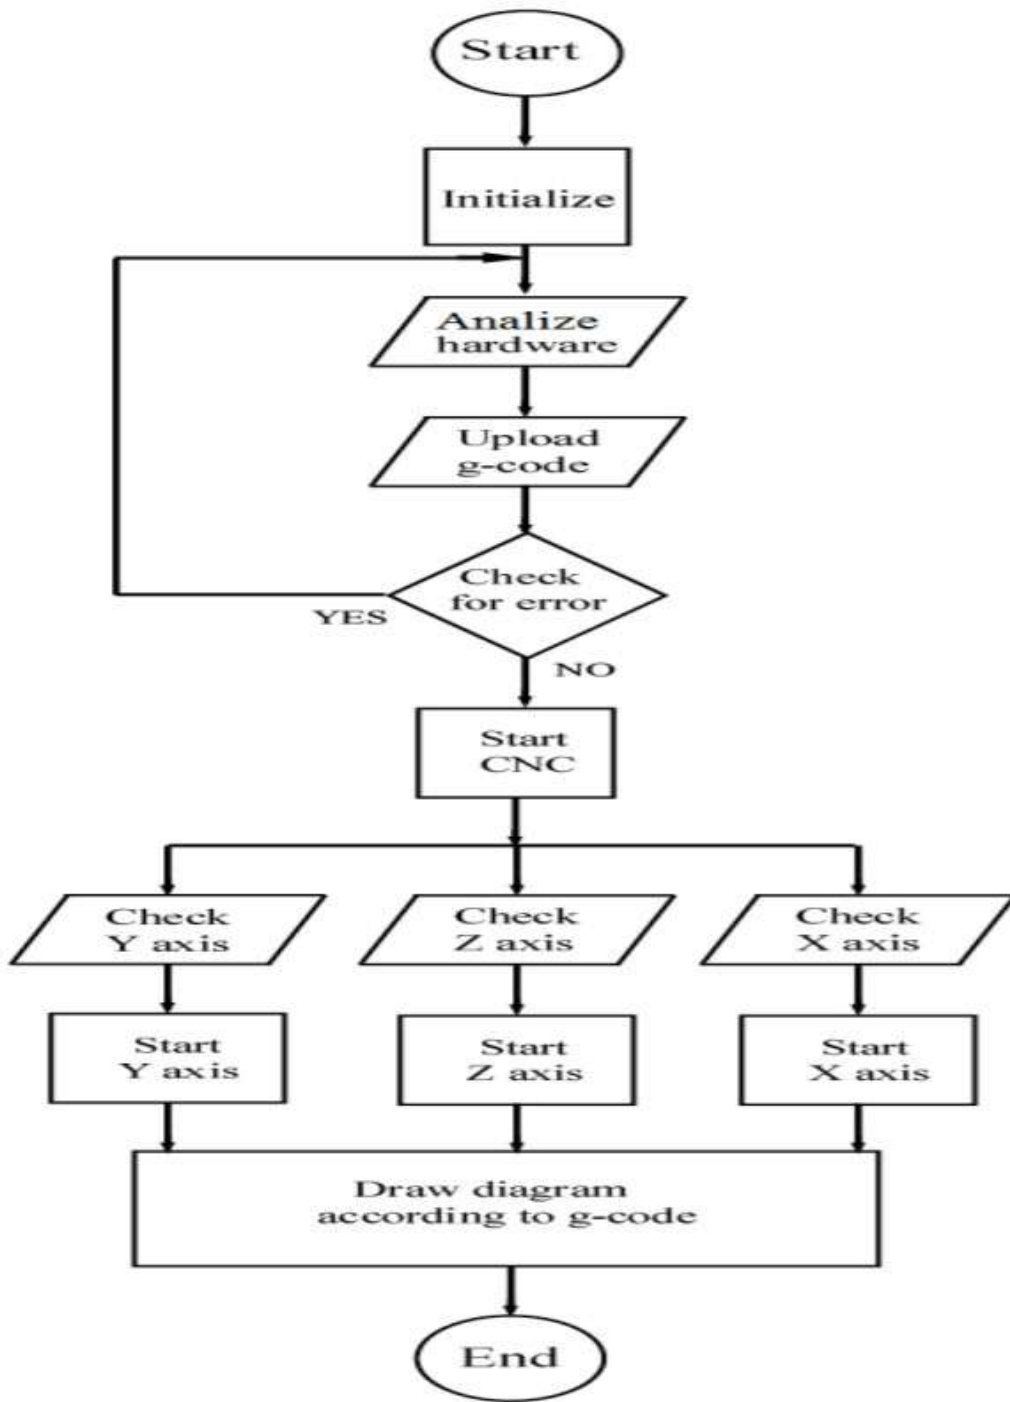 Start
Initialize
Analize
hardware
Upload
g-code
Check
for error
YES
NO
Start
CNC
Check
Y axis
Check
Z axis
Check
X axis
Start
Y axis
Start
Z axis
Start
X axis
Draw diagram
according to g-code
End